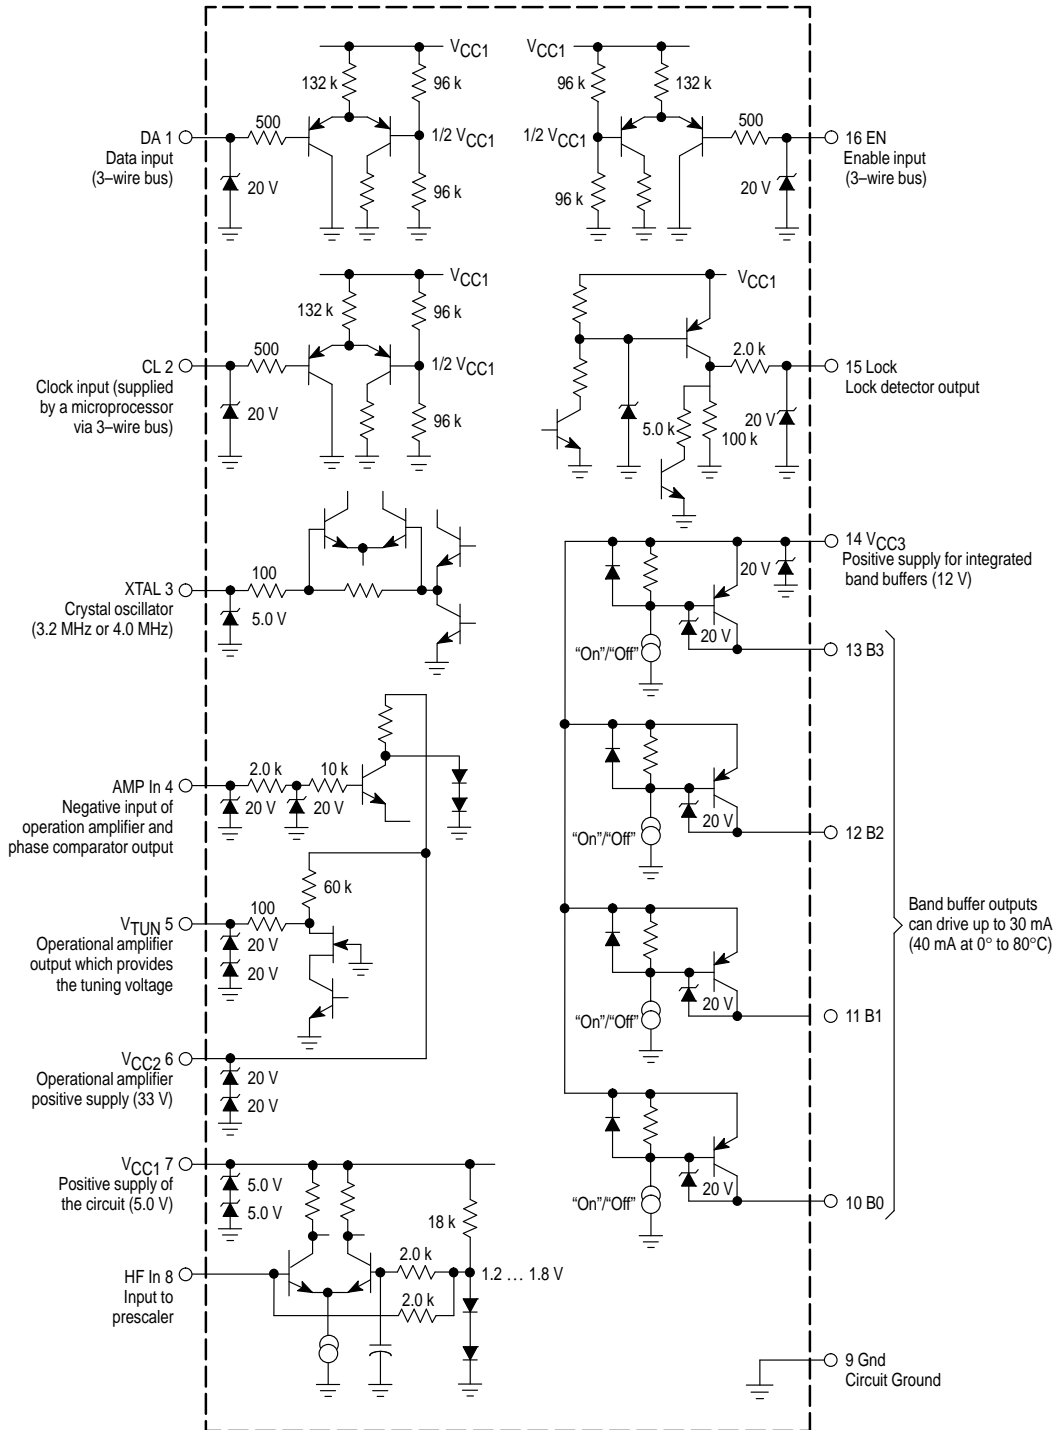 VCC1
132 k
96 k
DA 1
500
1/2 VCC1
Data input
(3–wire bus)
20 V
96 k
VCC1
96 k
132 k
1/2 VCC1
500
16 EN
Enable input
(3–wire bus)
96 k
20 V
VCC1
132 k
96 k
CL 2
500
1/2 VCC1
Clock input (supplied
by a microprocessor
via 3–wire bus)
20 V
96 k
VCC1
2.0 k
15 Lock
Lock detector output
5.0 k
100 k
20 V
XTAL 3
100
Crystal oscillator
(3.2 MHz or 4.0 MHz)
5.0 V
14 VCC3
Positive supply for integrated
band buffers (12 V)
20 V
20 V
“On”/“Off”
13 B3
AMP In 4
2.0 k
10 k
20 V
20 V
Negative input of
operation amplifier and
phase comparator output
20 V
“On”/“Off”
12 B2
60 k
VTUN 5
100
Operational amplifier
output which provides
the tuning voltage
20 V
20 V
Band buffer outputs
can drive up to 30 mA
(40 mA at 0° to 80°C)
20 V
“On”/“Off”
11 B1
VCC2 6
Operational amplifier
positive supply (33 V)
20 V
20 V
20 V
“On”/“Off”
10 B0
VCC1 7
Positive supply of
the circuit (5.0 V)
5.0 V
5.0 V
18 k
HF In 8
Input to
prescaler
2.0 k
1.2 … 1.8 V
2.0 k
9 Gnd
Circuit Ground